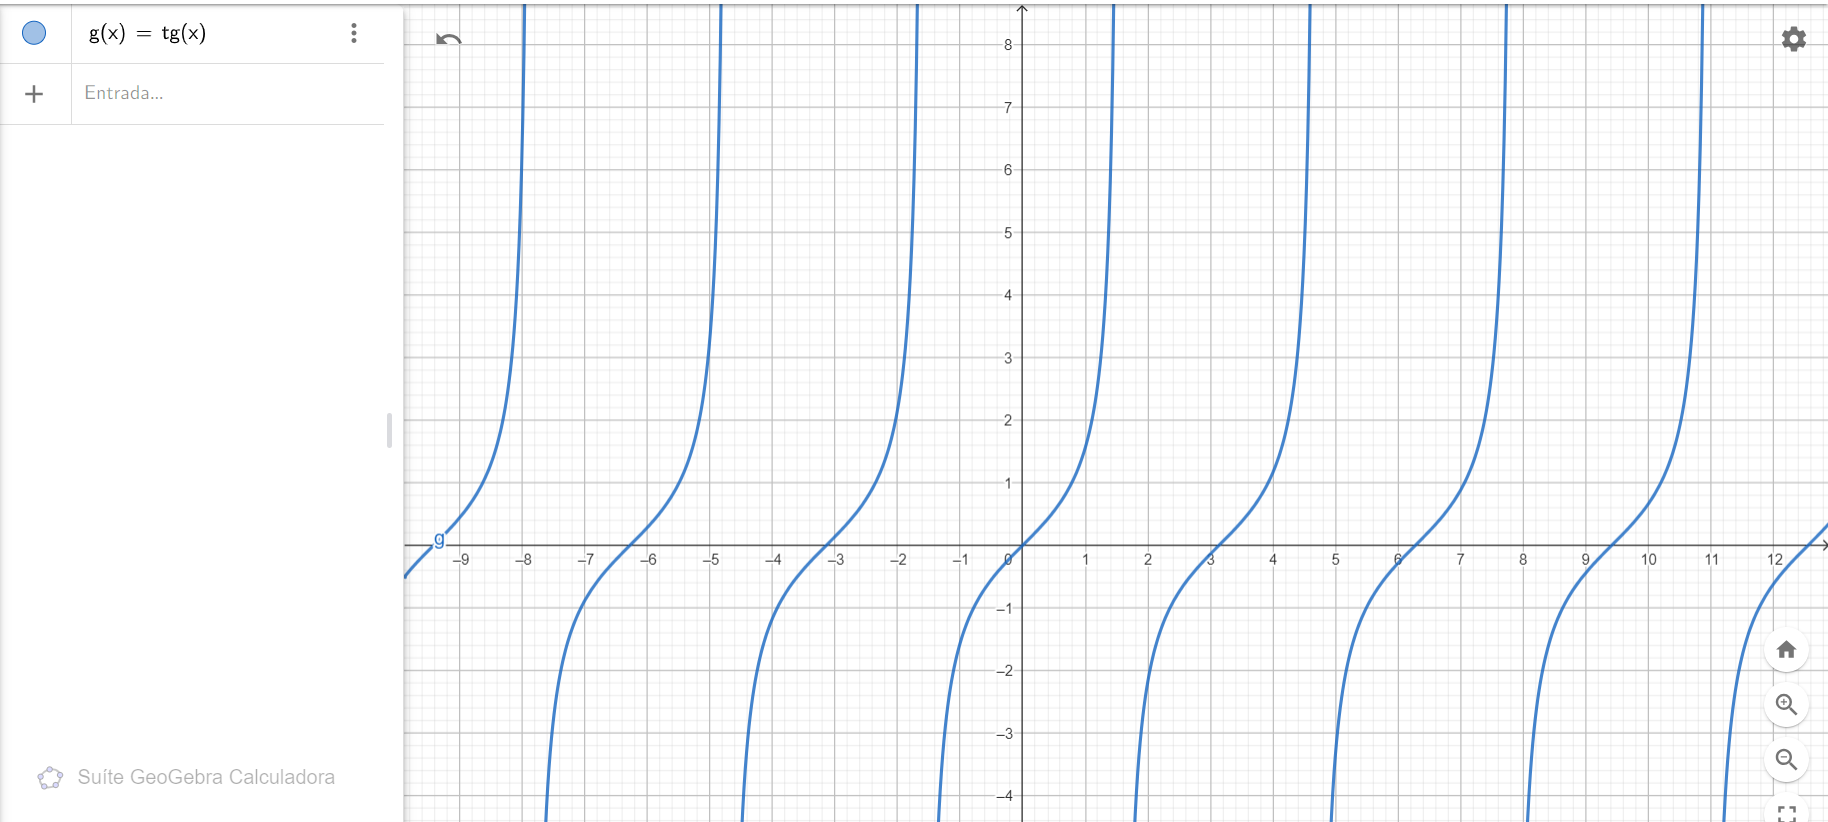 g(x) = tg(x)
Entrada...
8
7
6
5
4
3
2
1
g
–9 –8 –7 –6 –5 –4 –3 –2 –1 0 1 2 3 4 5 6 7 8 9 10 11 12
–1
–2
–3
–4
Suíte GeoGebra Calculadora